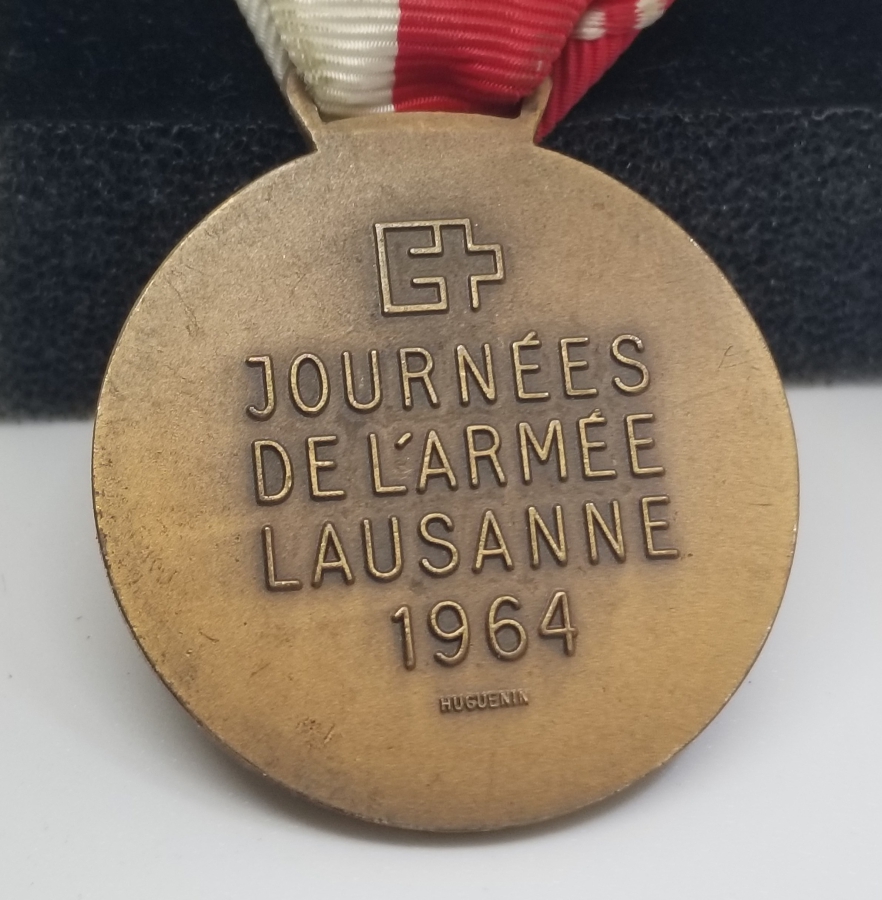 JOURNÉES
DE L'ARMÉE
LAUSANNE
1964
HUGUENIN